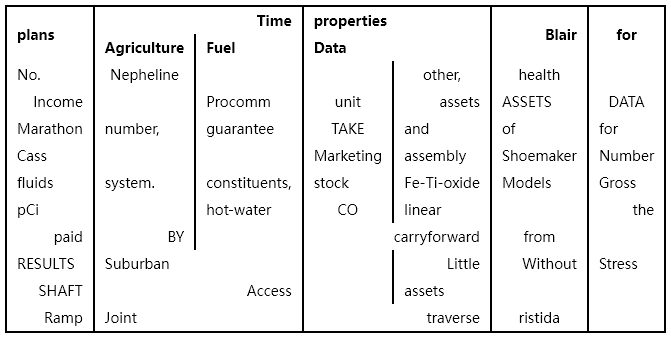 plans Time properties Blair for
Agriculture Fuel Data
No. Nepheline other, health
Income Procomm unit assets ASSETS DATA
Marathon number, guarantee TAKE and of for
Cass Marketing assembly Shoemaker Number
fluids system. constituents, stock Fe-Ti-oxide Models Gross
pCi hot-water CO linear the
paid BY carryforward from
RESULTS Suburban Little Without Stress
SHAFT Access assets
Ramp Joint traverse ristida